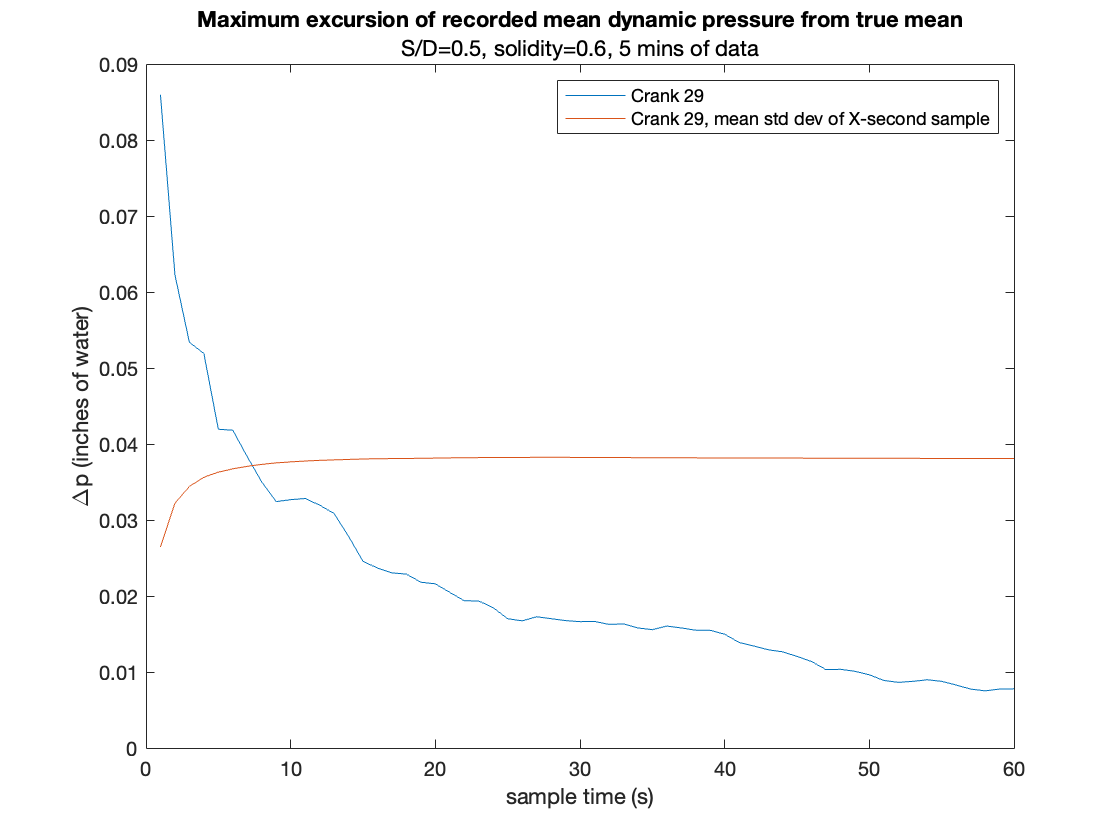 Maximum excursion of recorded mean dynamic pressure from true mean
S/D=0.5, solidity=0.6, 5 mins of data
Crank 29
Crank 29, mean std dev of X-second sample
0.09
0.08
0.07
0.06
0.05
0.04
0.03
0.02
0.01
0
Δp (inches of water)
0 10 20 30 40 50 60
sample time (s)